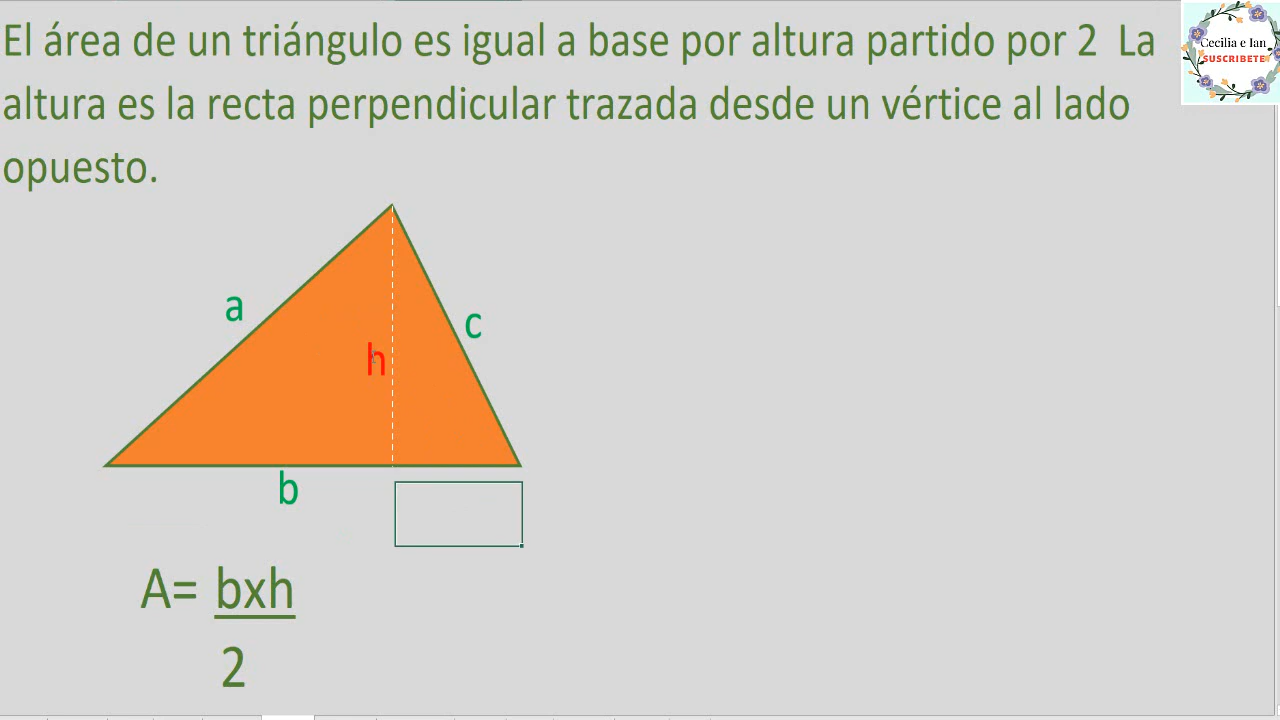 El área de un triángulo es igual a base por altura partido por 2 La
altura es la recta perpendicular trazada desde un vértice al lado
opuesto.
Cecilia e Ian
SUSCRIBETE
a
c
h
b
A= bxh
2